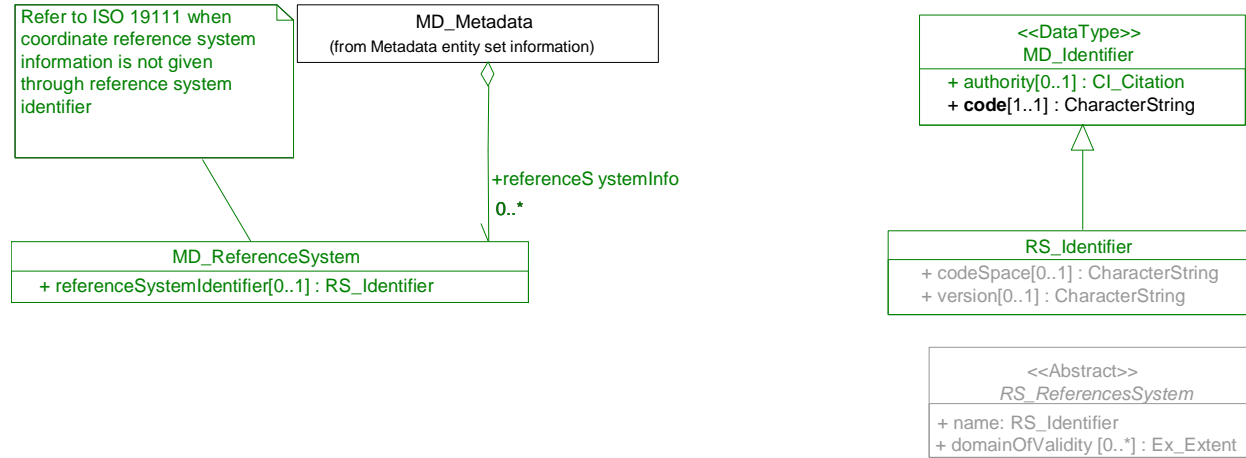 Refer to ISO 19111 when
coordinate reference system
information is not given
through reference system
identifier
MD_Metadata
(from Metadata entity set information)
+referenceS ystemInfo
0..*
MD_ReferenceSystem
+ referenceSystemIdentifier[0..1] : RS_Identifier
<<DataType>>
MD_Identifier
+ authority[0..1] : CI_Citation
+ code[1..1] : CharacterString
RS_Identifier
+ codeSpace[0..1] : CharacterString
+ version[0..1] : CharacterString
<<Abstract>>
RS_ReferencesSystem
+ name: RS_Identifier
+ domainOfValidity [0..*] : Ex_Extent